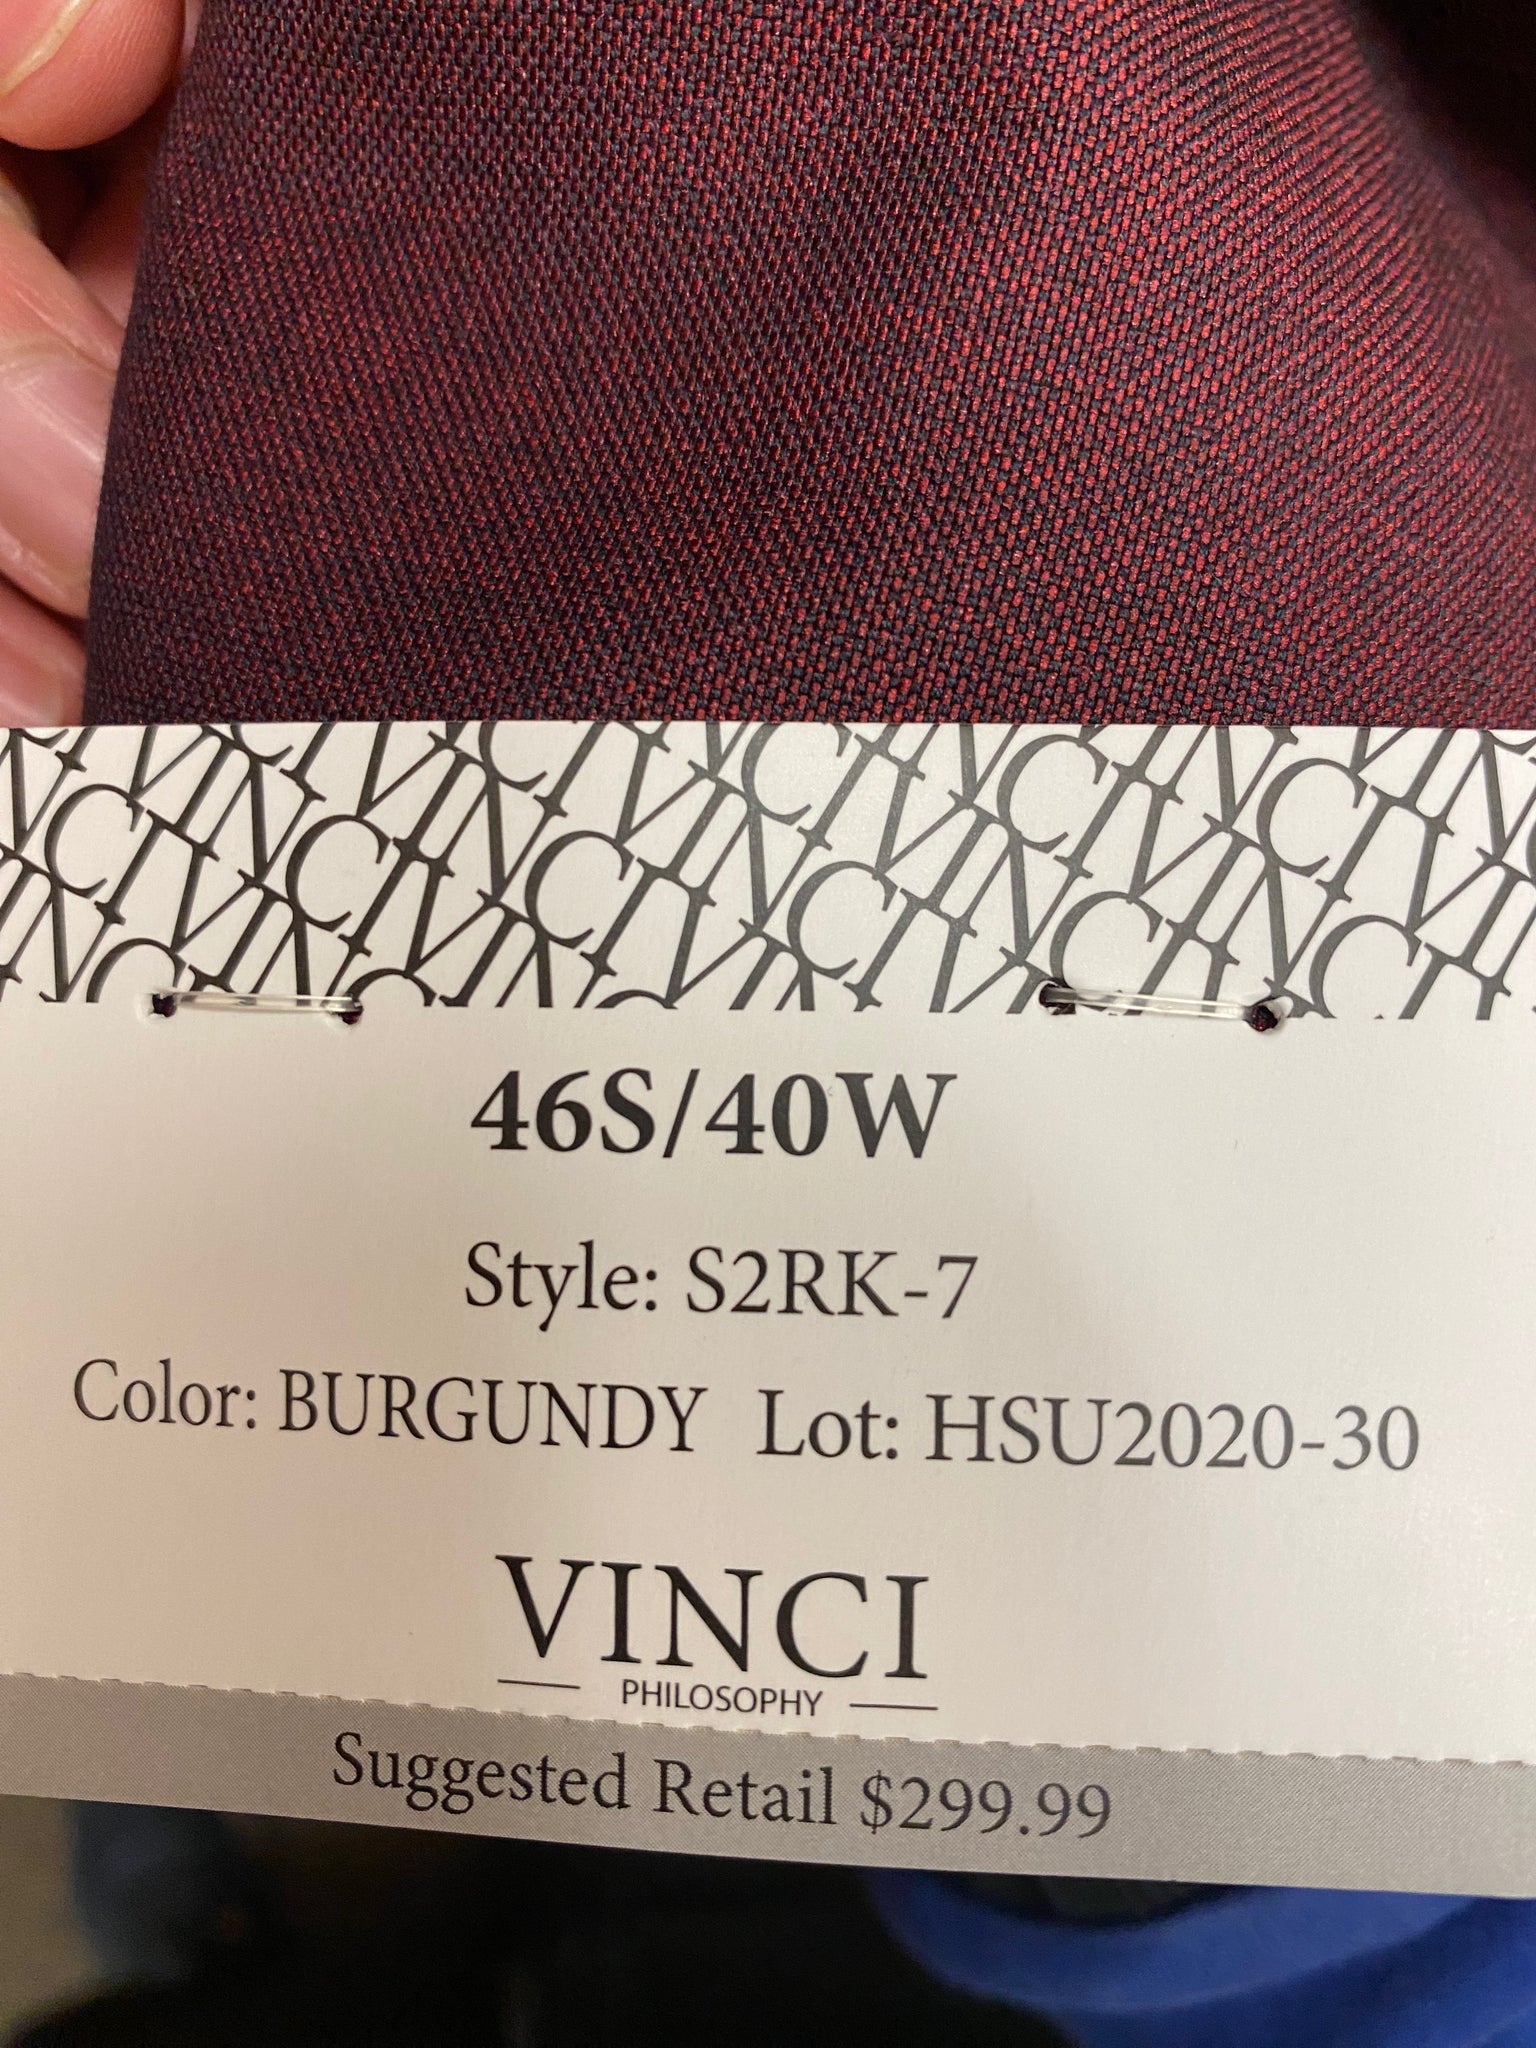 46S/40W
Style: S2RK-7
Color: BURGUNDY Lot: HSU2020-30
VINCI
PHILOSOPHY
Suggested Retail $299.99